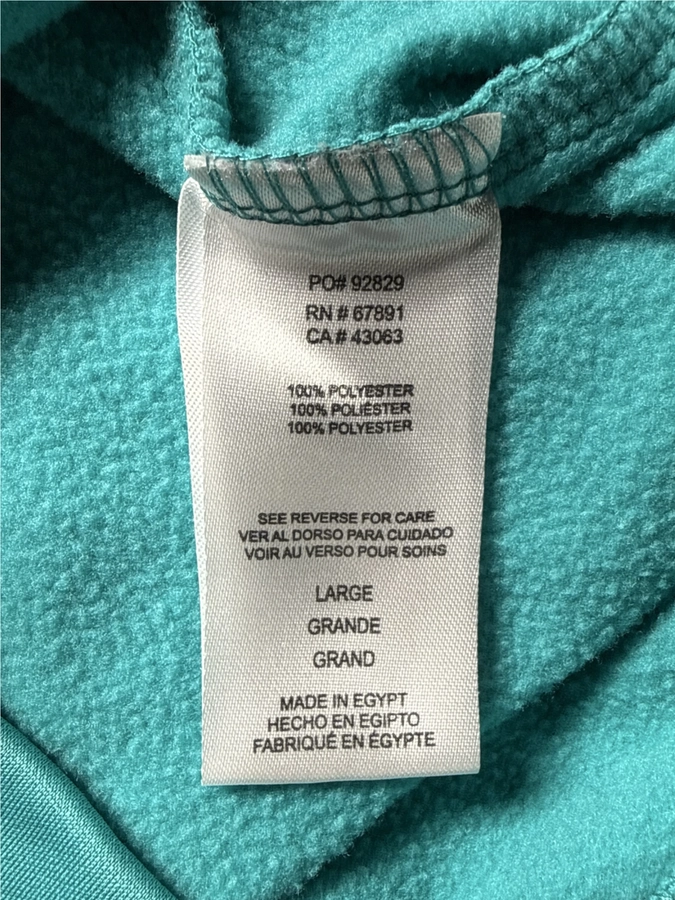 PO# 92829
RN # 67891
CA # 43063
100% POLYESTER
100% POLIÉSTER
100% POLYESTER
SEE REVERSE FOR CARE
VER AL DORSO PARA CUIDADO
VOIR AU VERSO POUR SOINS
LARGE
GRANDE
GRAND
MADE IN EGYPT
HECHO EN EGIPTO
FABRIQUÉ EN ÉGYPTE